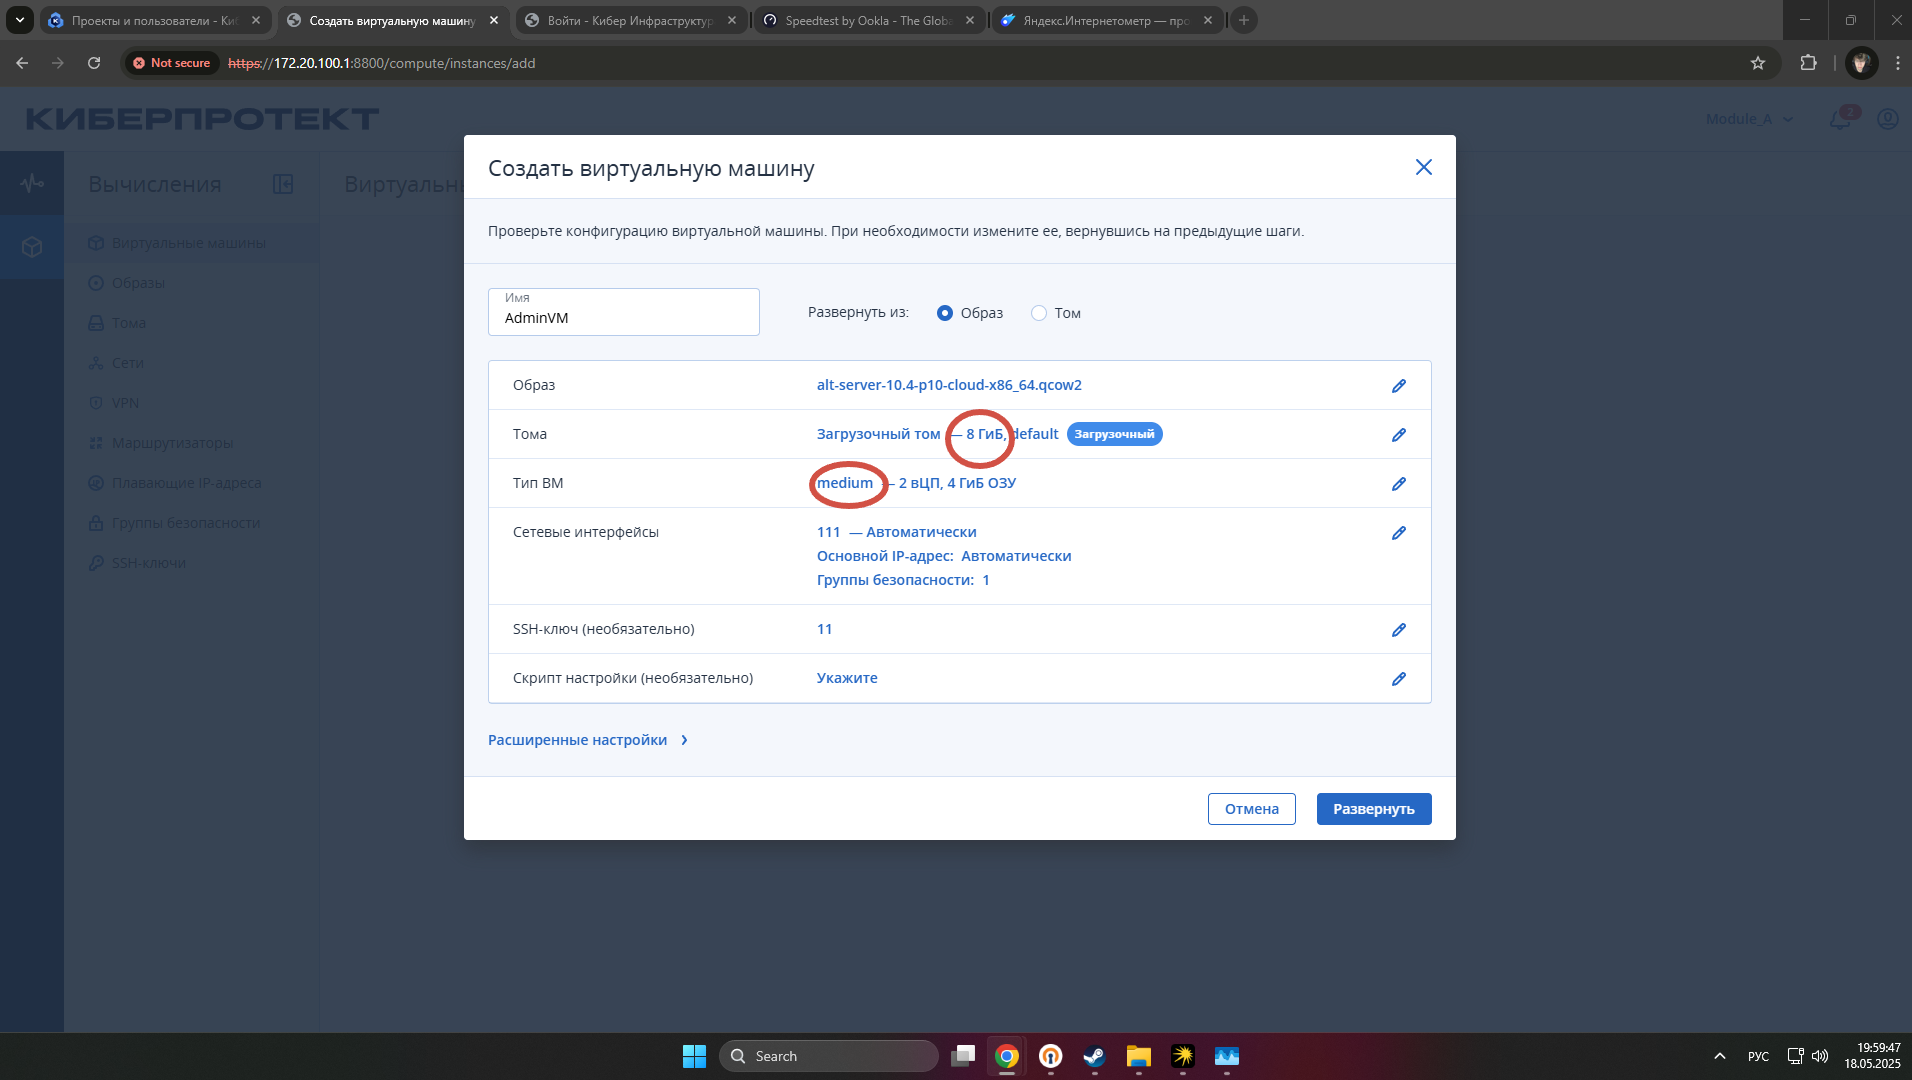 Проекты и пользователи - Ки
Создать виртуальную машину
Войти - Кибер Инфраструктур
Speedtest by Ookla - The Globa
Яндекс.Интернетометр — про
Not secure
https://172.20.100.1:8800/compute/instances/add
КИБЕРПРОТЕКТ
Module_A
2
Вычисления
Виртуальные машины
Образы
Тома
Сети
VPN
Маршрутизаторы
Плавающие IP-адреса
Группы безопасности
SSH-ключи
Виртуальн
Создать виртуальную машину
Проверьте конфигурацию виртуальной машины. При необходимости измените ее, вернувшись на предыдущие шаги.
Имя
AdminVM
Развернуть из:
Образ
Том
Образ
alt-server-10.4-p10-cloud-x86_64.qcow2
Тома
Загрузочный том — 8 ГиБ, default Загрузочный
Тип ВМ
medium — 2 вЦП, 4 ГиБ ОЗУ
Сетевые интерфейсы
111 — Автоматически
Основной IP-адрес: Автоматически
Группы безопасности: 1
SSH-ключ (необязательно)
11
Скрипт настройки (необязательно)
Укажите
Расширенные настройки
Отмена
Развернуть
Search
РУС
19:59:47
18.05.2025